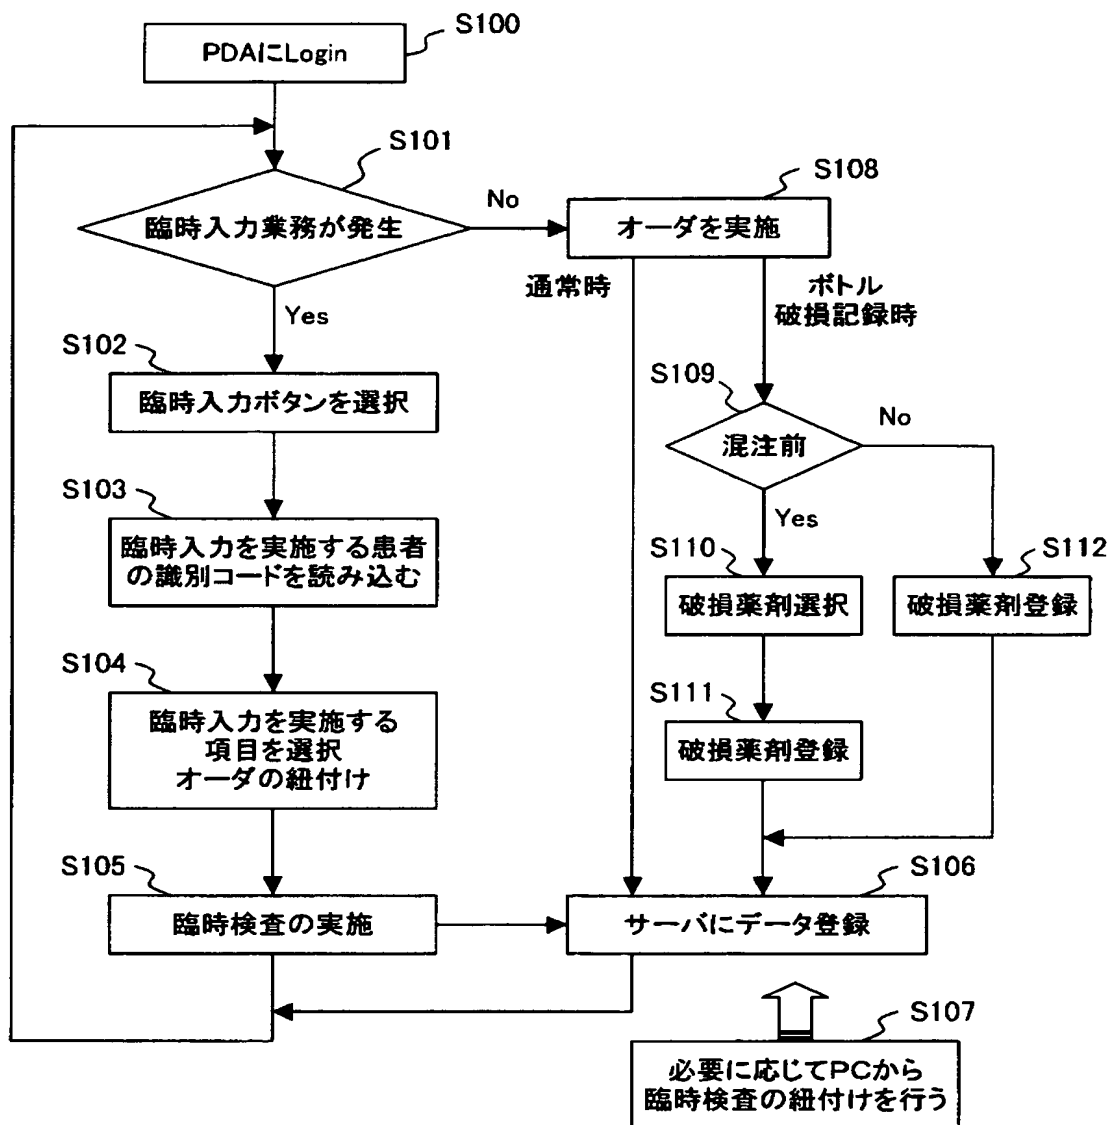 S100
PDAにLogin
S101
臨時入力業務が発生
No
Yes
S108
オーダを実施
通常時
ボトル
破損記録時
S102
臨時入力ボタンを選択
S109
混注前
No
Yes
S103
臨時入力を実施する患者
の識別コードを読み込む
S110
破損薬剤選択
S112
破損薬剤登録
S104
臨時入力を実施する
項目を選択
オーダの紐付け
S111
破損薬剤登録
S105
臨時検査の実施
S106
サーバにデータ登録
S107
必要に応じてPCから
臨時検査の紐付けを行う